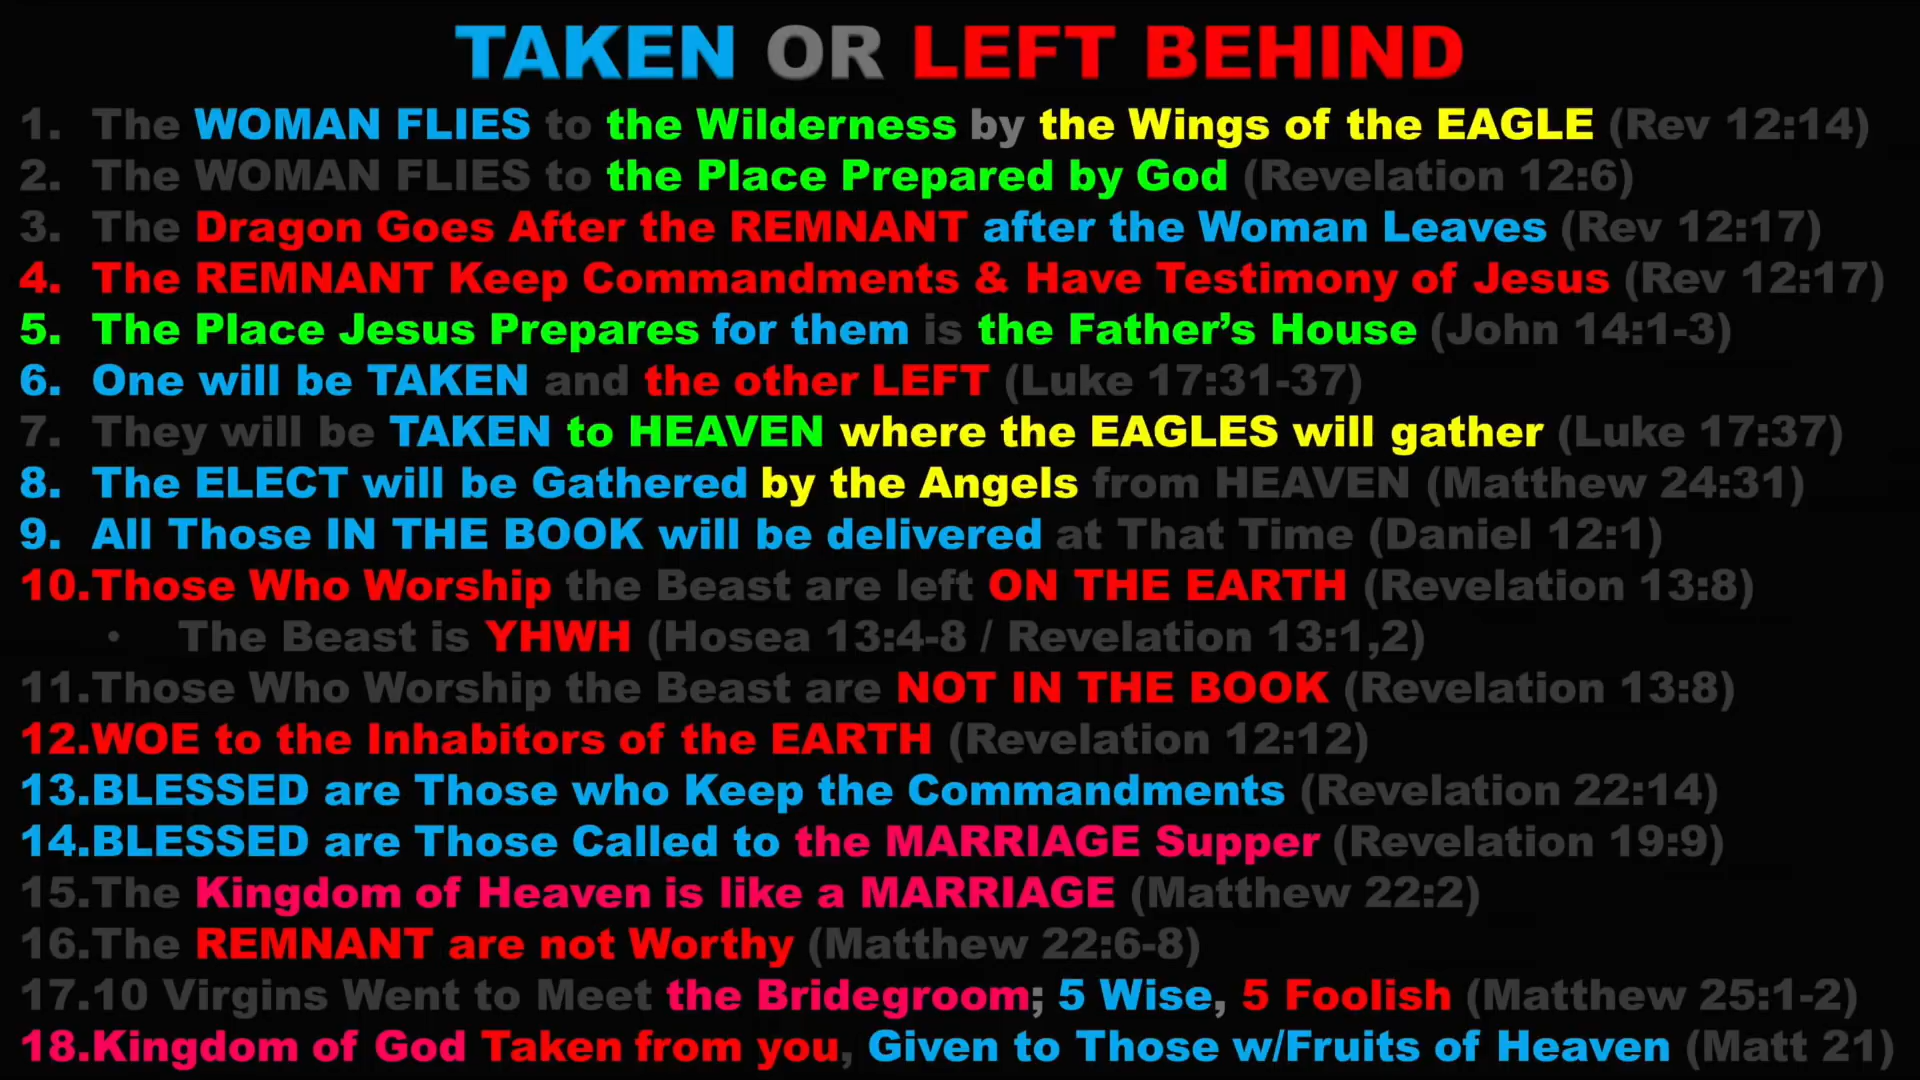 TAKEN OR LEFT BEHIND
1. The WOMAN FLIES to the Wilderness by the Wings of the EAGLE (Rev 12:14)
2. The WOMAN FLIES to the Place Prepared by God (Revelation 12:6)
3. The Dragon Goes After the REMNANT after the Woman Leaves (Rev 12:17)
4. The REMNANT Keep Commandments & Have Testimony of Jesus (Rev 12:17)
5. The Place Jesus Prepares for them is the Father’s House (John 14:1-3)
6. One will be TAKEN and the other LEFT (Luke 17:31-37)
7. They will be TAKEN to HEAVEN where the EAGLES will gather (Luke 17:37)
8. The ELECT will be Gathered by the Angels from HEAVEN (Matthew 24:31)
9. All Those IN THE BOOK will be delivered at That Time (Daniel 12:1)
10.Those Who Worship the Beast are left ON THE EARTH (Revelation 13:8)
• The Beast is YHWH (Hosea 13:4-8 / Revelation 13:1,2)
11.Those Who Worship the Beast are NOT IN THE BOOK (Revelation 13:8)
12.WOE to the Inhabitors of the EARTH (Revelation 12:12)
13.BLESSED are Those who Keep the Commandments (Revelation 22:14)
14.BLESSED are Those Called to the MARRIAGE Supper (Revelation 19:9)
15.The Kingdom of Heaven is like a MARRIAGE (Matthew 22:2)
16.The REMNANT are not Worthy (Matthew 22:6-8)
17.10 Virgins Went to Meet the Bridegroom; 5 Wise, 5 Foolish (Matthew 25:1-2)
18.Kingdom of God Taken from you, Given to Those w/Fruits of Heaven (Matt 21)